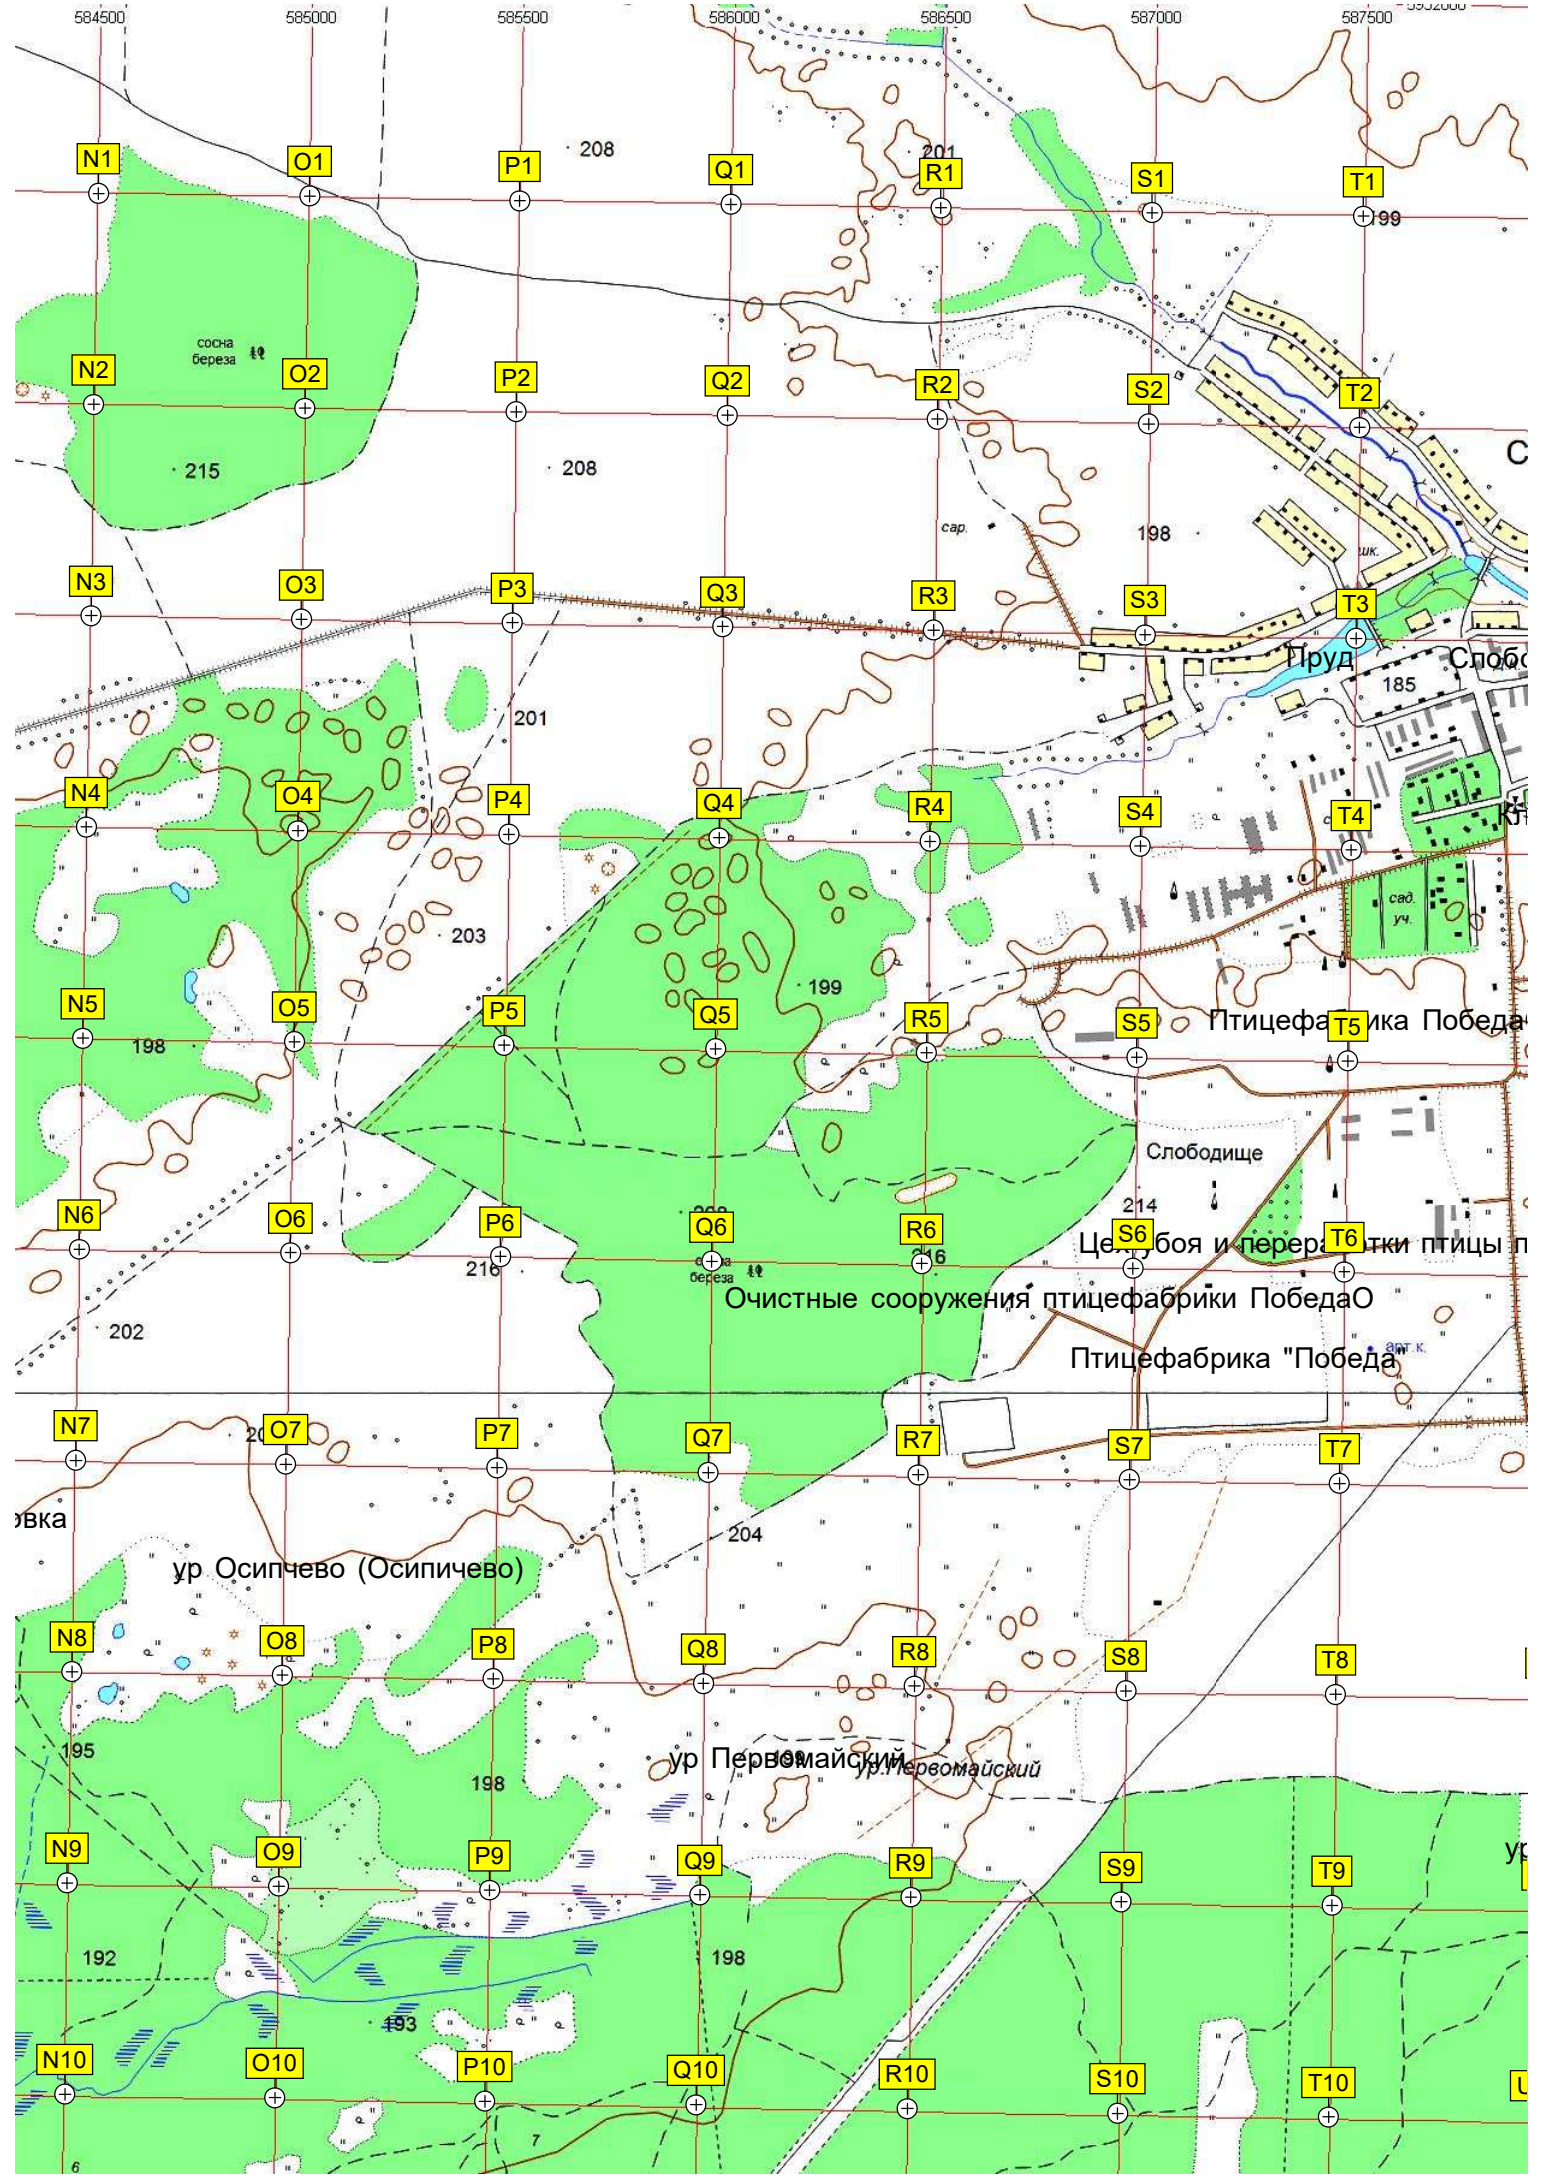 584500 585000 585500 586000 586500 587000 587500
208 201
N1 O1 P1 Q1 R1 S1 T1
199
сосна
береза
N2 O2 P2 Q2 R2 S2 T2
215 208
сар. 198
шк.
N3 O3 P3 Q3 R3 S3 T3
Пруд
185
201
N4 O4 P4 Q4 R4 S4 T4
сад.
уч.
203
199
N5 O5 P5 Q5 R5 S5 T5
198
Слободище
214
N6 O6 P6 Q6 R6 S6 T6
216
береза
Очистные сооружения птицефабрики ПобедаО
202
Птицефабрика "Победа"
арт.к.
N7 O7 P7 Q7 R7 S7 T7
овка
204
ур Осипчево (Осипичево)
N8 O8 P8 Q8 R8 S8 T8
195
ур Первомайский
ур.Первомайский
198
N9 O9 P9 Q9 R9 S9 T9
192 198
193
N10 O10 P10 Q10 R10 S10 T10
7
6